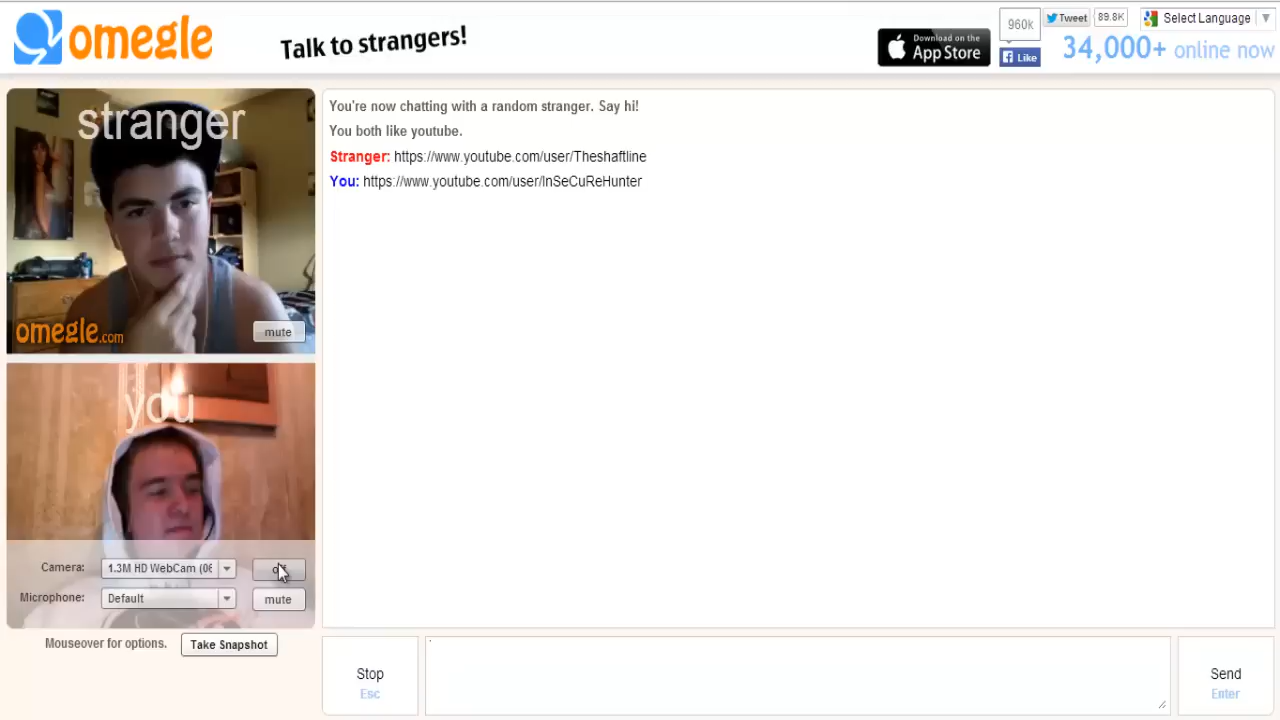 omegle
Talk to strangers!
Download on the
App Store
960k
Like
Tweet
89.8K
Select Language
34,000+ online now
stranger
omegle.com
mute
You're now chatting with a random stranger. Say hi!
You both like youtube.
Stranger: https://www.youtube.com/user/Theshaftline
You: https://www.youtube.com/user/InSeCuReHunter
you
Camera:
1.3M HD WebCam (06
Microphone:
Default
mute
Mouseover for options.
Take Snapshot
Stop
Esc
Send
Enter